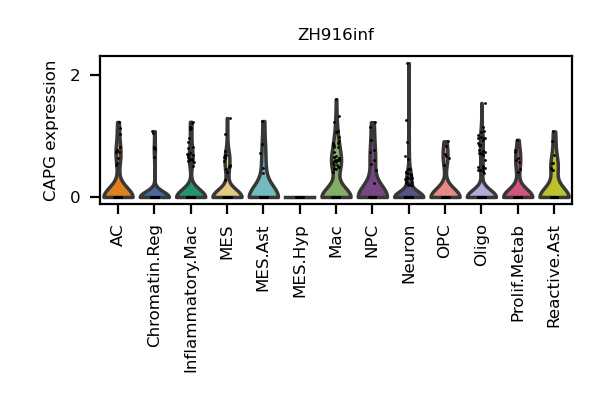 ZH916inf
CAPG expression
2
0
AC
Chromatin.Reg
Inflammatory.Mac
MES
MES.Ast
MES.Hyp
Mac
NPC
Neuron
OPC
Oligo
Prolif.Metab
Reactive.Ast